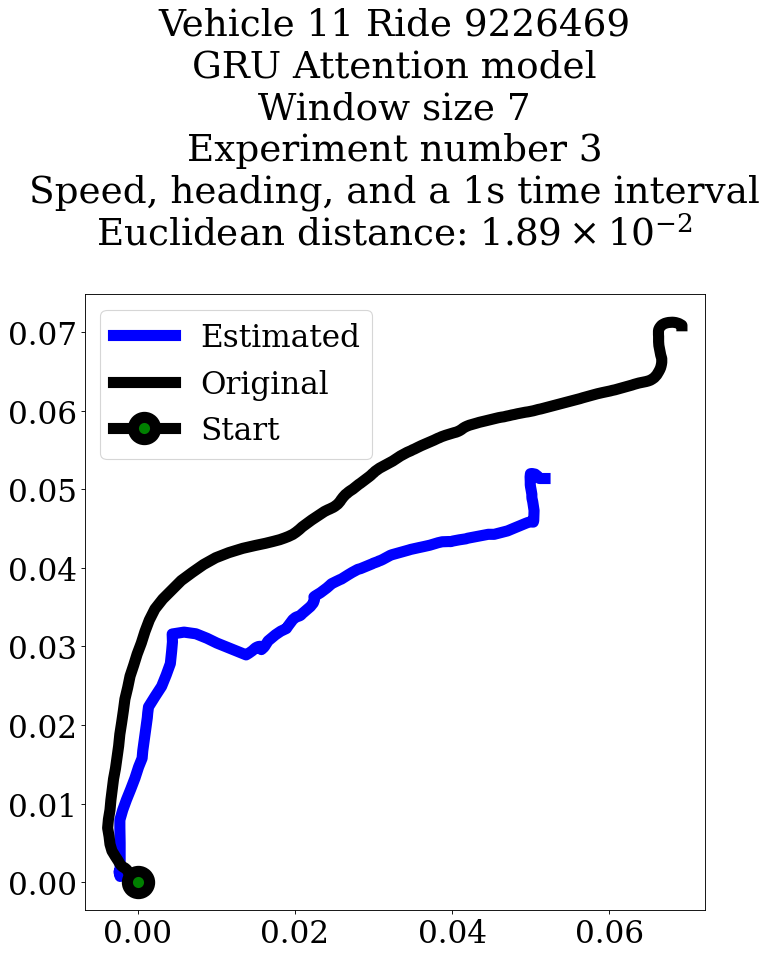 Vehicle 11 Ride 9226469
GRU Attention model
Window size 7
Experiment number 3
Speed, heading, and a 1s time interval
Euclidean distance: 1.89 × 10⁻²
Estimated
Original
Start
0.07
0.06
0.05
0.04
0.03
0.02
0.01
0.00
0.00 0.02 0.04 0.06